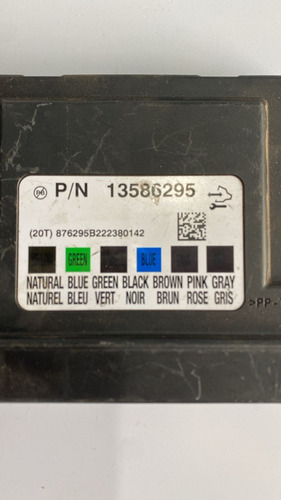 P/N 13586295
(20T) 876295B222380142
GREEN BLUE
NATURAL BLUE GREEN BLACK BROWN PINK GRAY
NATUREL BLEU VERT NOIR BRUN ROSE GRIS
>PP-